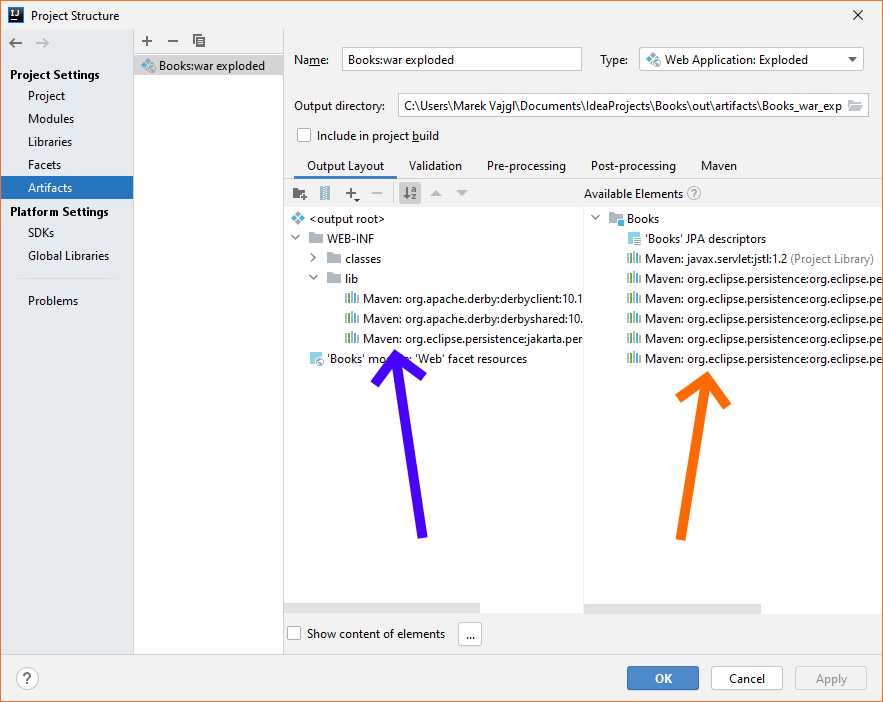 Project Structure
Project Settings
Project
Modules
Libraries
Facets
Artifacts
Platform Settings
SDKs
Global Libraries
Problems
Books:war exploded
Name: Books:war exploded Type: Web Application: Exploded
Output directory: C:\Users\Marek Vajgl\Documents\IdeaProjects\Books\out\artifacts\Books_war_exp
Include in project build
Output Layout Validation Pre-processing Post-processing Maven
<output root>
WEB-INF
classes
lib
Maven: org.apache.derby:derbyclient:10.1
Maven: org.apache.derby:derbyshared:10.
Maven: org.eclipse.persistence:jakarta.per
'Books' 'Web' facet resources
Available Elements ?
Books
'Books' JPA descriptors
Maven: javax.servlet:jstl:1.2 (Project Library)
Maven: org.eclipse.persistence:org.eclipse.pe
Maven: org.eclipse.persistence:org.eclipse.pe
Maven: org.eclipse.persistence:org.eclipse.pe
Maven: org.eclipse.persistence:org.eclipse.pe
Maven: org.eclipse.persistence:org.eclipse.pe
Show content of elements ...
? OK Cancel Apply